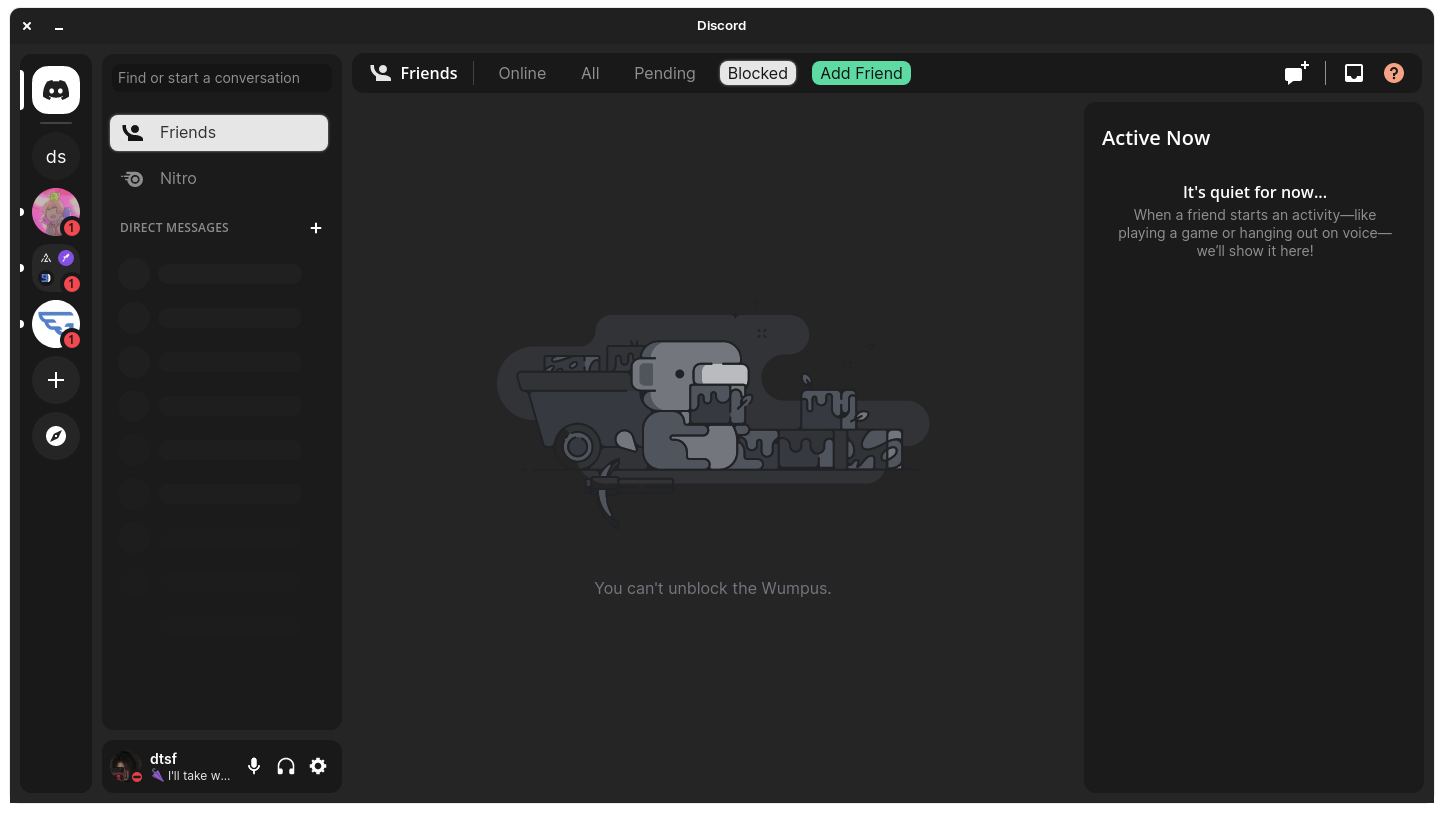 Discord
Find or start a conversation
Friends
Online
All
Pending
Blocked
Add Friend
?
Friends
Nitro
DIRECT MESSAGES
ds
1
1
1
Active Now
It's quiet for now...
When a friend starts an activity—like
playing a game or hanging out on voice—
we’ll show it here!
You can't unblock the Wumpus.
dtsf
I'll take w...